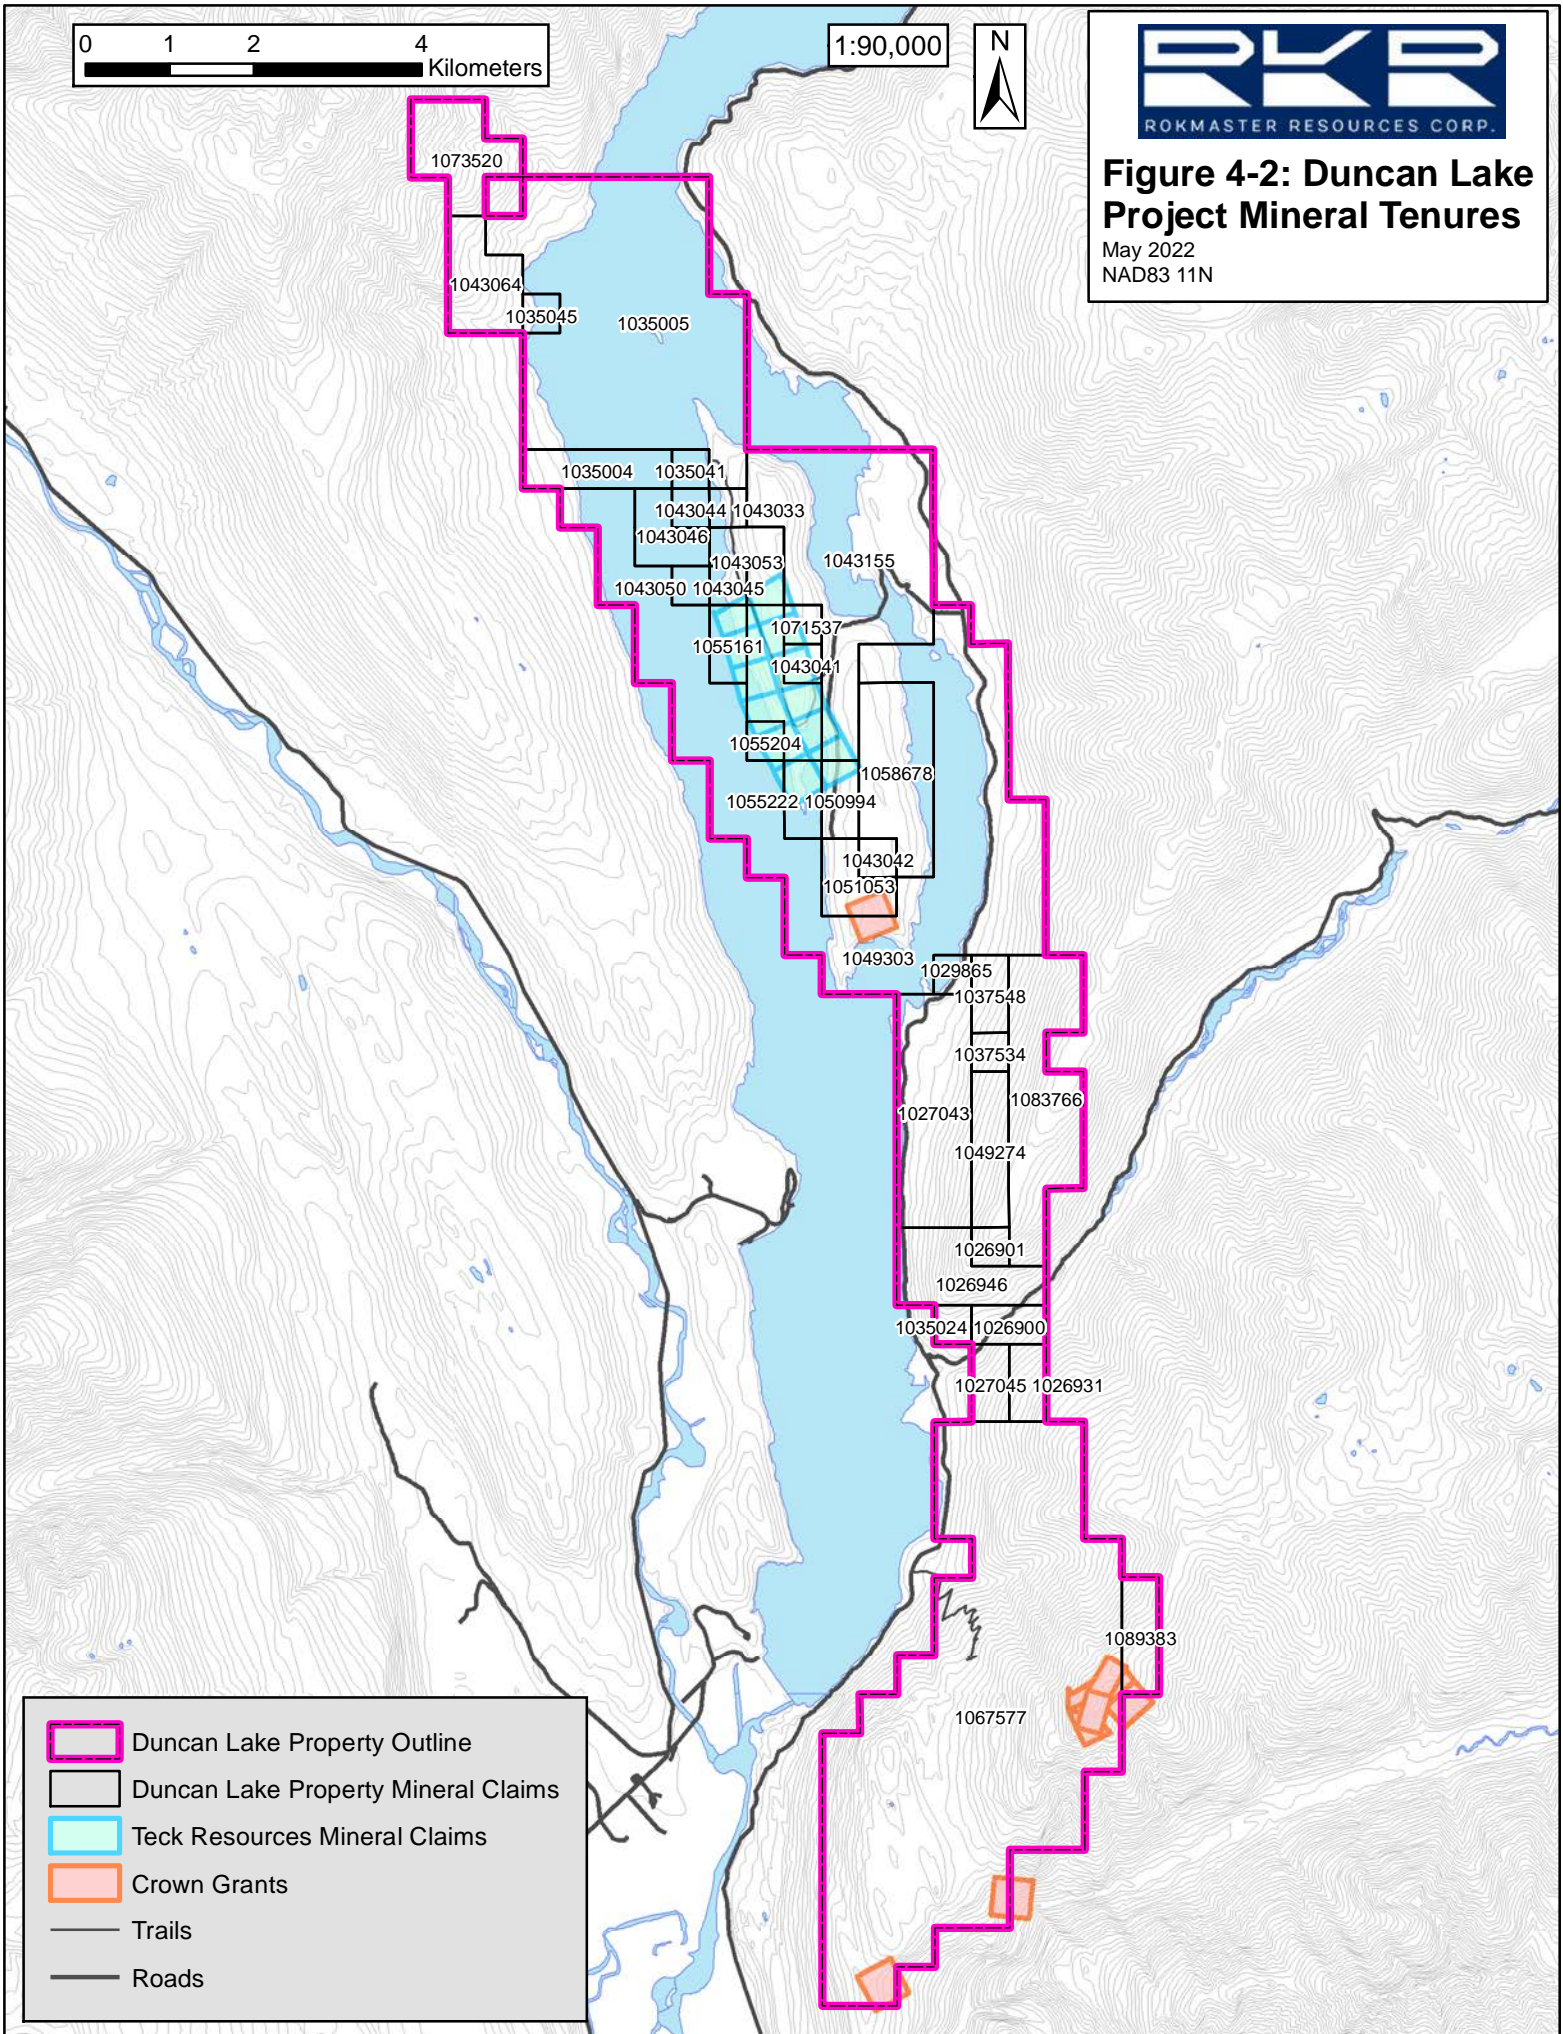 0 1 2 4
Kilometers
1:90,000
N
RKR
ROKMASTER RESOURCES CORP.
Figure 4-2: Duncan Lake
Project Mineral Tenures
May 2022
NAD83 11N
1073520
1043064
1035045
1035005
1035004
1035041
1043044
1043033
1043046
1043053
1043155
1043050
1043045
1071537
1055161
1043041
1055204
1058678
1055222
1050994
1043042
1051053
1049303
1029865
1037548
1037534
1083766
1027043
1049274
1026901
1026946
1035024
1026900
1027045
1026931
1089383
1067577
Duncan Lake Property Outline
Duncan Lake Property Mineral Claims
Teck Resources Mineral Claims
Crown Grants
Trails
Roads